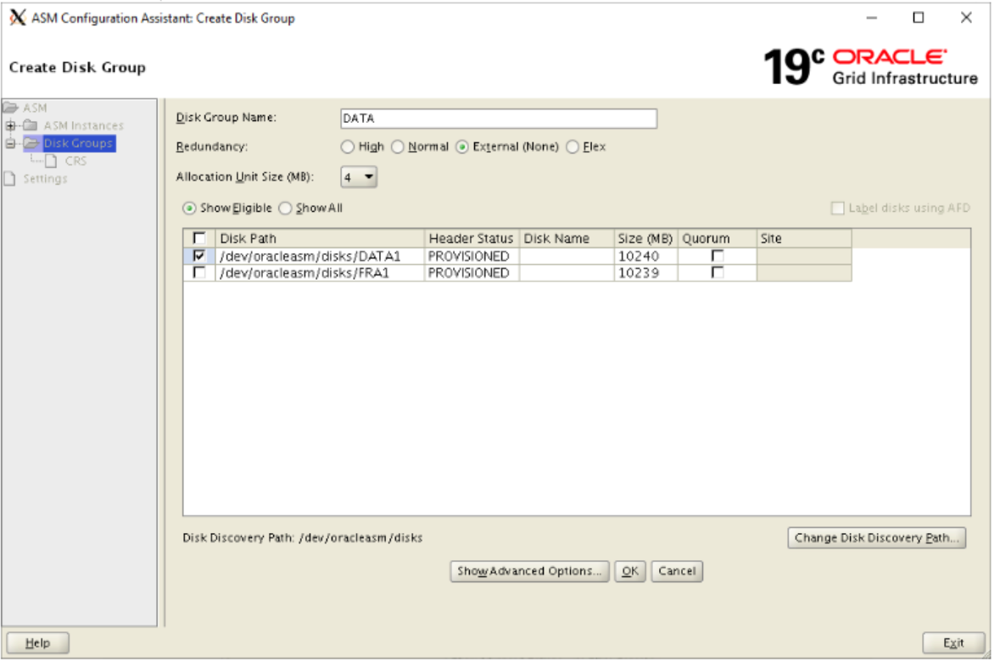 ASM Configuration Assistant: Create Disk Group
Create Disk Group
19c ORACLE
Grid Infrastructure
ASM
ASM Instances
Disk Groups
CRS
Settings
Disk Group Name: DATA
Redundancy: High Normal External (None) Flex
Allocation Unit Size (MB): 4
Show Eligible Show All Label disks using AFD
Disk Path Header Status Disk Name Size (MB) Quorum Site
/dev/oracleasm/disks/DATA1 PROVISIONED 10240
/dev/oracleasm/disks/FRA1 PROVISIONED 10239
Disk Discovery Path: /dev/oracleasm/disks Change Disk Discovery Path...
Show Advanced Options... OK Cancel
Help Exit